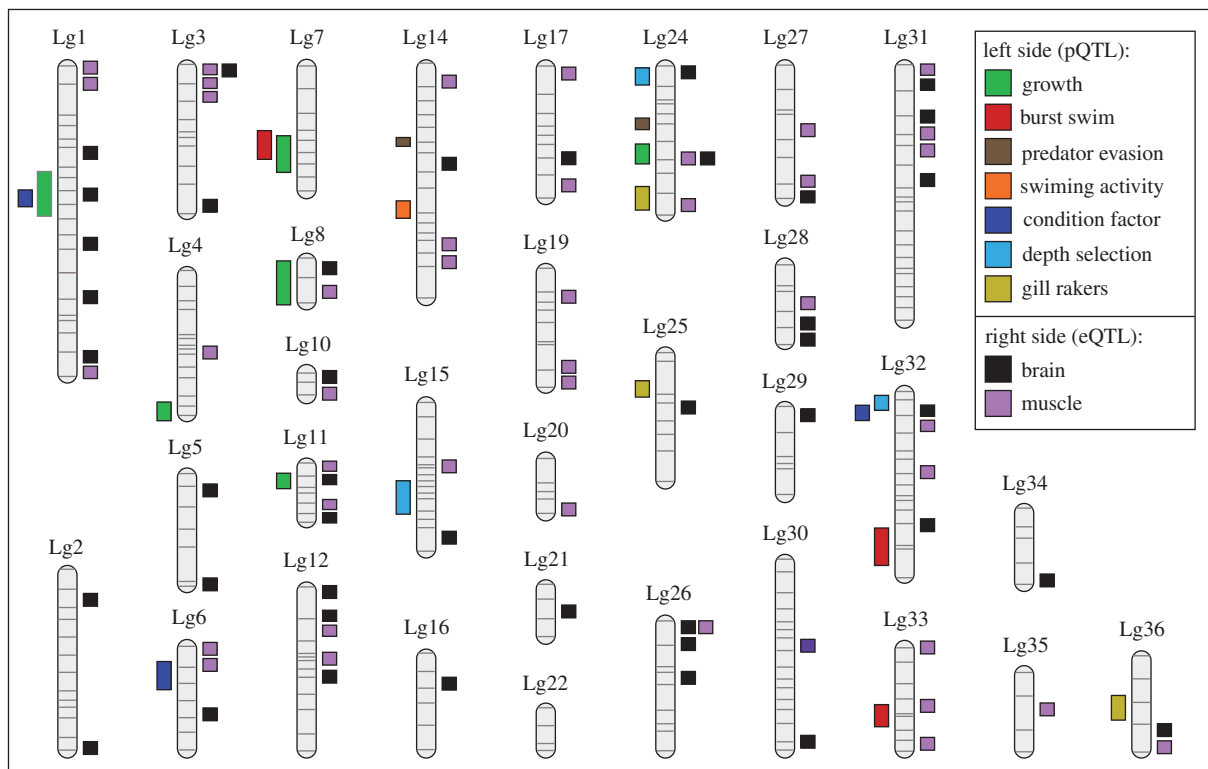 Lg1
Lg3
Lg7
Lg14
Lg17
Lg24
Lg27
Lg31
left side (pQTL):
growth
burst swim
predator evasion
swiming activity
condition factor
depth selection
gill rakers
right side (eQTL):
brain
muscle
Lg4
Lg8
Lg19
Lg28
Lg10
Lg15
Lg25
Lg29
Lg32
Lg11
Lg20
Lg5
Lg34
Lg2
Lg12
Lg21
Lg30
Lg6
Lg16
Lg26
Lg33
Lg35
Lg36
Lg22